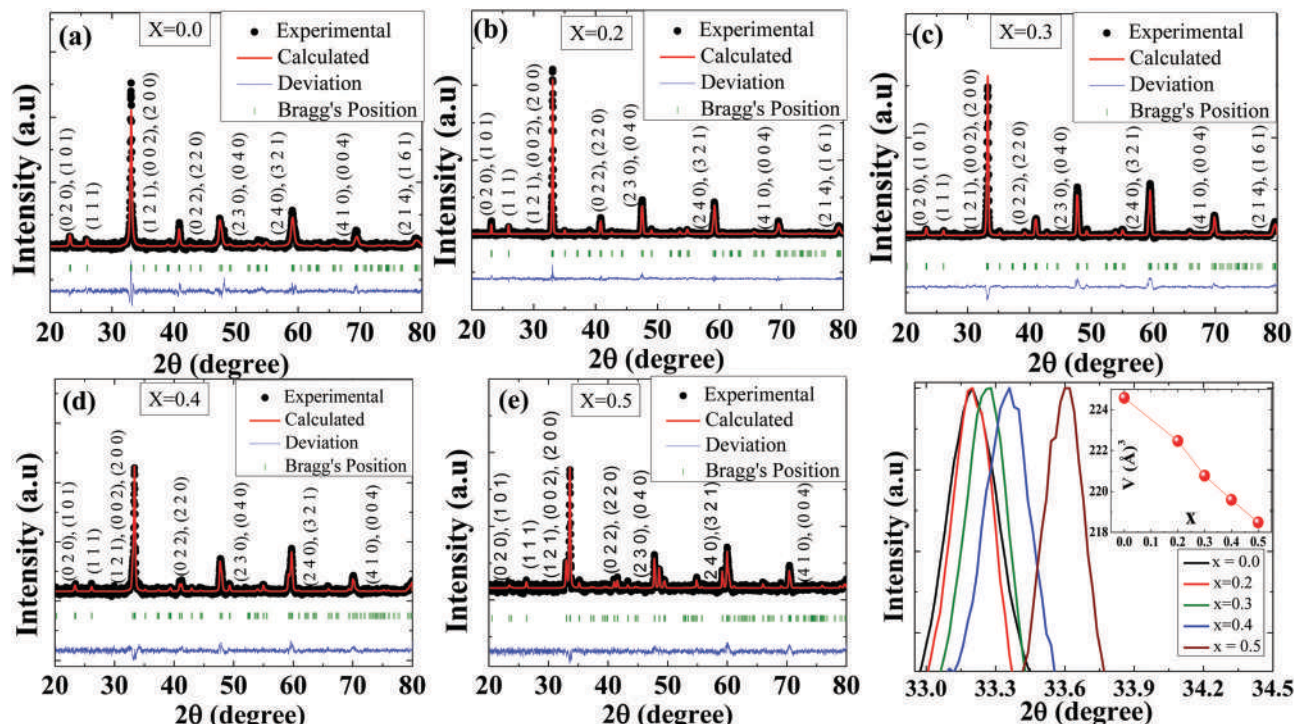 (a)
X=0.0
Experimental
Calculated
Deviation
Bragg's Position
(0 2 0), (1 0 1)
(1 1 1)
(1 2 1), (0 0 2), (2 0 0)
(0 2 2), (2 2 0)
(2 3 0), (0 4 0)
(2 4 0), (3 2 1)
(4 1 0), (0 0 4)
(2 1 4), (1 6 1)
Intensity (a.u)
20 30 40 50 60 70 80
2θ (degree)
(b)
X=0.2
Experimental
Calculated
Deviation
Bragg's Position
(0 2 0), (1 0 1)
(1 1 1)
(1 2 1), (0 0 2), (2 0 0)
(0 2 2), (2 2 0)
(2 3 0), (0 4 0)
(2 4 0), (3 2 1)
(4 1 0), (0 0 4)
(2 1 4), (1 6 1)
Intensity (a.u)
20 30 40 50 60 70 80
2θ (degree)
(c)
X=0.3
Experimental
Calculated
Deviation
Bragg's Position
(0 2 0), (1 0 1)
(1 1 1)
(1 2 1), (0 0 2), (2 0 0)
(0 2 2), (2 2 0)
(2 3 0), (0 4 0)
(2 4 0), (3 2 1)
(4 1 0), (0 0 4)
(2 1 4), (1 6 1)
Intensity (a.u)
20 30 40 50 60 70 80
2θ (degree)
(d)
X=0.4
Experimental
Calculated
Deviation
Bragg's Position
(0 2 0), (1 0 1)
(1 1 1)
(1 2 1), (0 0 2), (2 0 0)
(0 2 2), (2 2 0)
(2 3 0), (0 4 0)
(2 4 0), (3 2 1)
(4 1 0), (0 0 4)
Intensity (a.u)
20 30 40 50 60 70 80
2θ (degree)
(e)
X=0.5
Experimental
Calculated
Deviation
Bragg's Position
(0 2 0), (1 0 1)
(1 1 1)
(1 2 1), (0 0 2), (2 0 0)
(0 2 2), (2 2 0)
(2 3 0), (0 4 0)
(2 4 0),(3 2 1)
(4 1 0), (0 0 4)
Intensity (a.u)
20 30 40 50 60 70 80
2θ (degree)
Intensity (a.u)
224
222
220
218
V (Å)³
X
0.0 0.1 0.2 0.3 0.4 0.5
x = 0.0
x=0.2
x=0.3
x=0.4
x = 0.5
33.0 33.3 33.6 33.9 34.2 34.5
2θ (degree)